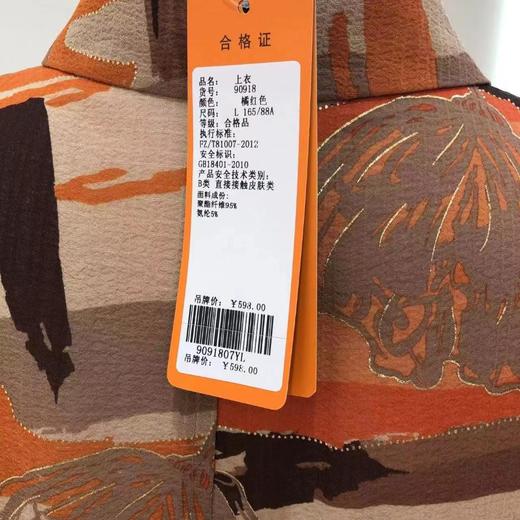 合格证
品名: 上衣
货号: 90918
颜色: 橘红色
尺码: L 165/88A
等级: 合格品
执行标准:
FZ/T81007-2012
安全标识:
GB18401-2010
产品安全技术类别:
B类 直接接触皮肤类
面料成份:
聚酯纤维95%
氨纶5%
吊牌价: ¥598.00
9091807YL
吊牌价: ¥598.00